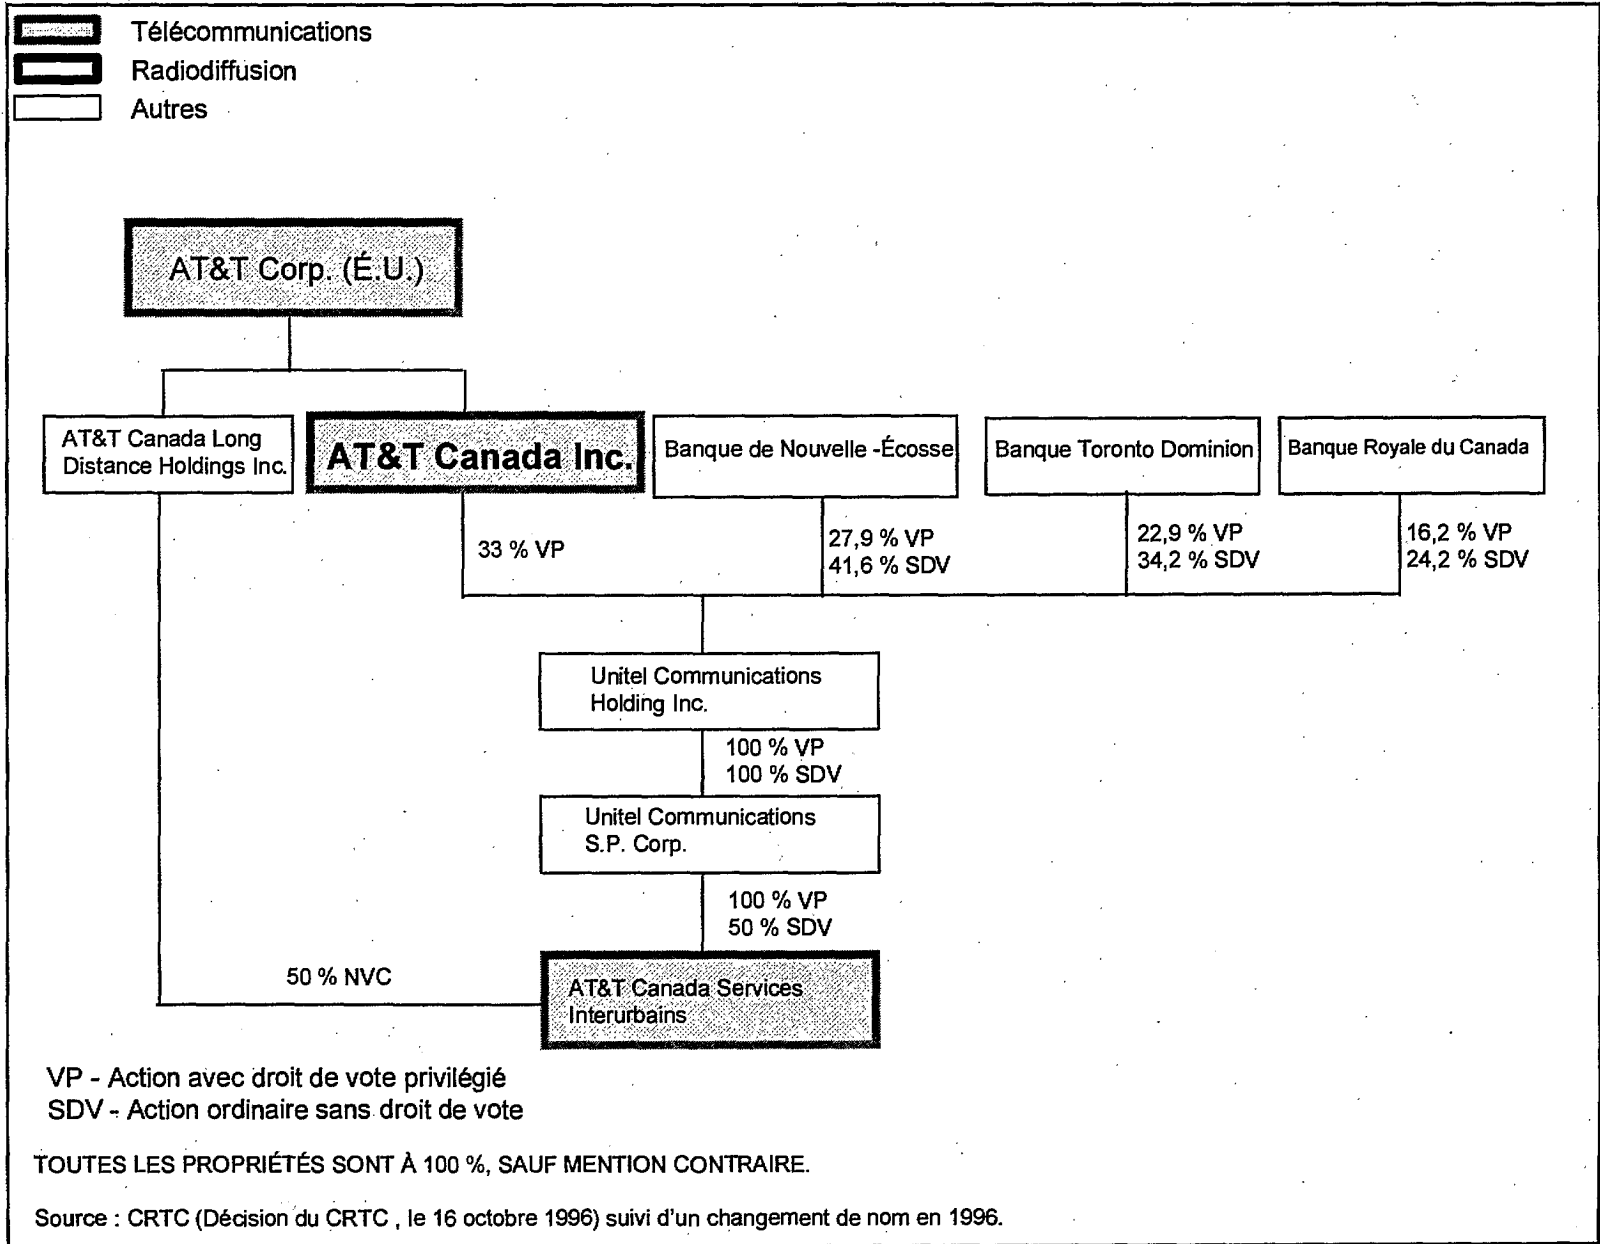 Télécommunications
Radiodiffusion
Autres
AT&T Corp. (É.U.)
AT&T Canada Long
Distance Holdings Inc.
AT&T Canada Inc.
Banque de Nouvelle -Écosse
Banque Toronto Dominion
Banque Royale du Canada
33 % VP
27,9 % VP
41,6 % SDV
22,9 % VP
34,2 % SDV
16,2 % VP
24,2 % SDV
Unitel Communications
Holding Inc.
100 % VP
100 % SDV
Unitel Communications
S.P. Corp.
100 % VP
50 % SDV
50 % NVC
AT&T Canada Services
Interurbains
VP - Action avec droit de vote privilégié
SDV - Action ordinaire sans droit de vote
TOUTES LES PROPRIÉTÉS SONT À 100 %, SAUF MENTION CONTRAIRE.
Source : CRTC (Décision du CRTC , le 16 octobre 1996) suivi d'un changement de nom en 1996.